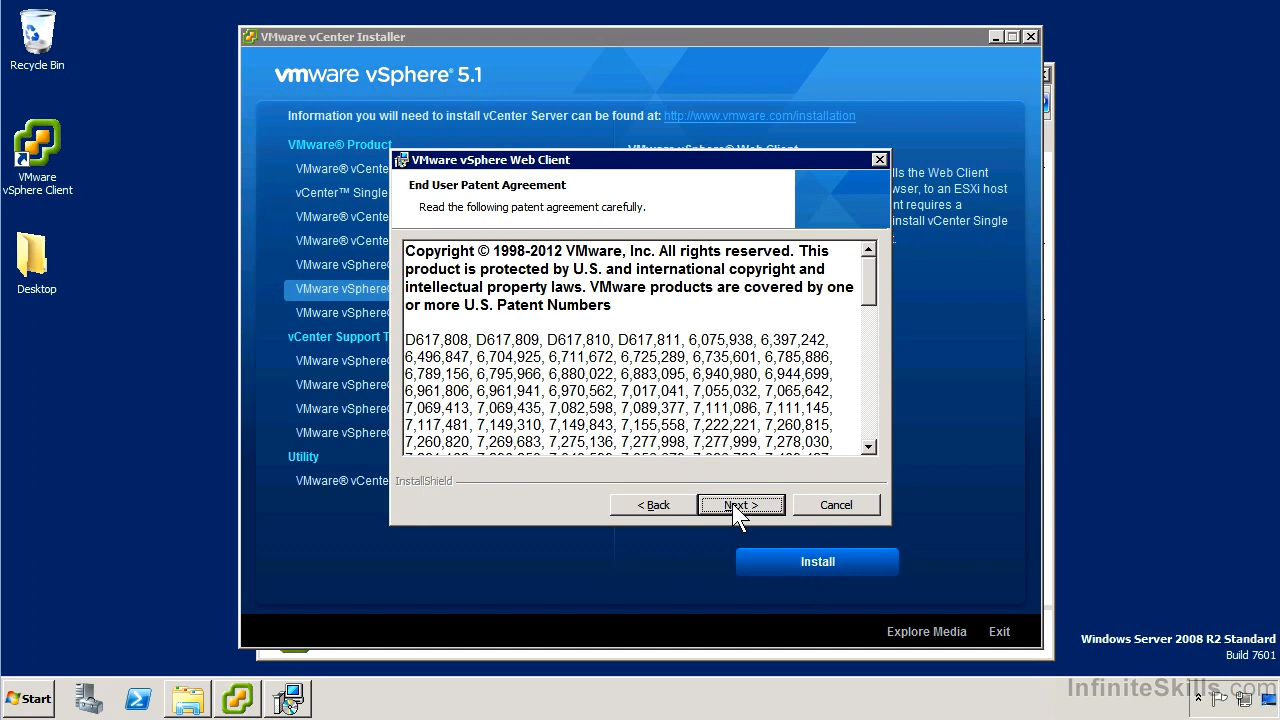 Recycle Bin
VMware
vSphere Client
Desktop
VMware vCenter Installer
vmware vSphere® 5.1
Information you will need to install vCenter Server can be found at: http://www.vmware.com/installation
VMware® Product
VMware® vCente
vCenter™ Single
VMware® vCente
VMware® vCente
VMware vSphere®
VMware vSphere®
VMware vSphere®
vCenter Support T
VMware vSphere®
VMware vSphere®
VMware vSphere®
VMware vSphere®
Utility
VMware® vCente
VMware vSphere® Web Client
lls the Web Client
wser, to an ESXi host
nt requires a
install vCenter Single
VMware vSphere Web Client
End User Patent Agreement
Read the following patent agreement carefully.
Copyright © 1998-2012 VMware, Inc. All rights reserved. This
product is protected by U.S. and international copyright and
intellectual property laws. VMware products are covered by one
or more U.S. Patent Numbers
D617,808, D617,809, D617,810, D617,811, 6,075,938, 6,397,242,
6,496,847, 6,704,925, 6,711,672, 6,725,289, 6,735,601, 6,785,886,
6,789,156, 6,795,966, 6,880,022, 6,883,095, 6,940,980, 6,944,699,
6,961,806, 6,961,941, 6,970,562, 7,017,041, 7,055,032, 7,065,642,
7,069,413, 7,069,435, 7,082,598, 7,089,377, 7,111,086, 7,111,145,
7,117,481, 7,149,310, 7,149,843, 7,155,558, 7,222,221, 7,260,815,
7,260,820, 7,269,683, 7,275,136, 7,277,998, 7,277,999, 7,278,030,
InstallShield
< Back
Next >
Cancel
Install
Explore Media
Exit
Windows Server 2008 R2 Standard
Build 7601
InfiniteSkills.com
Start